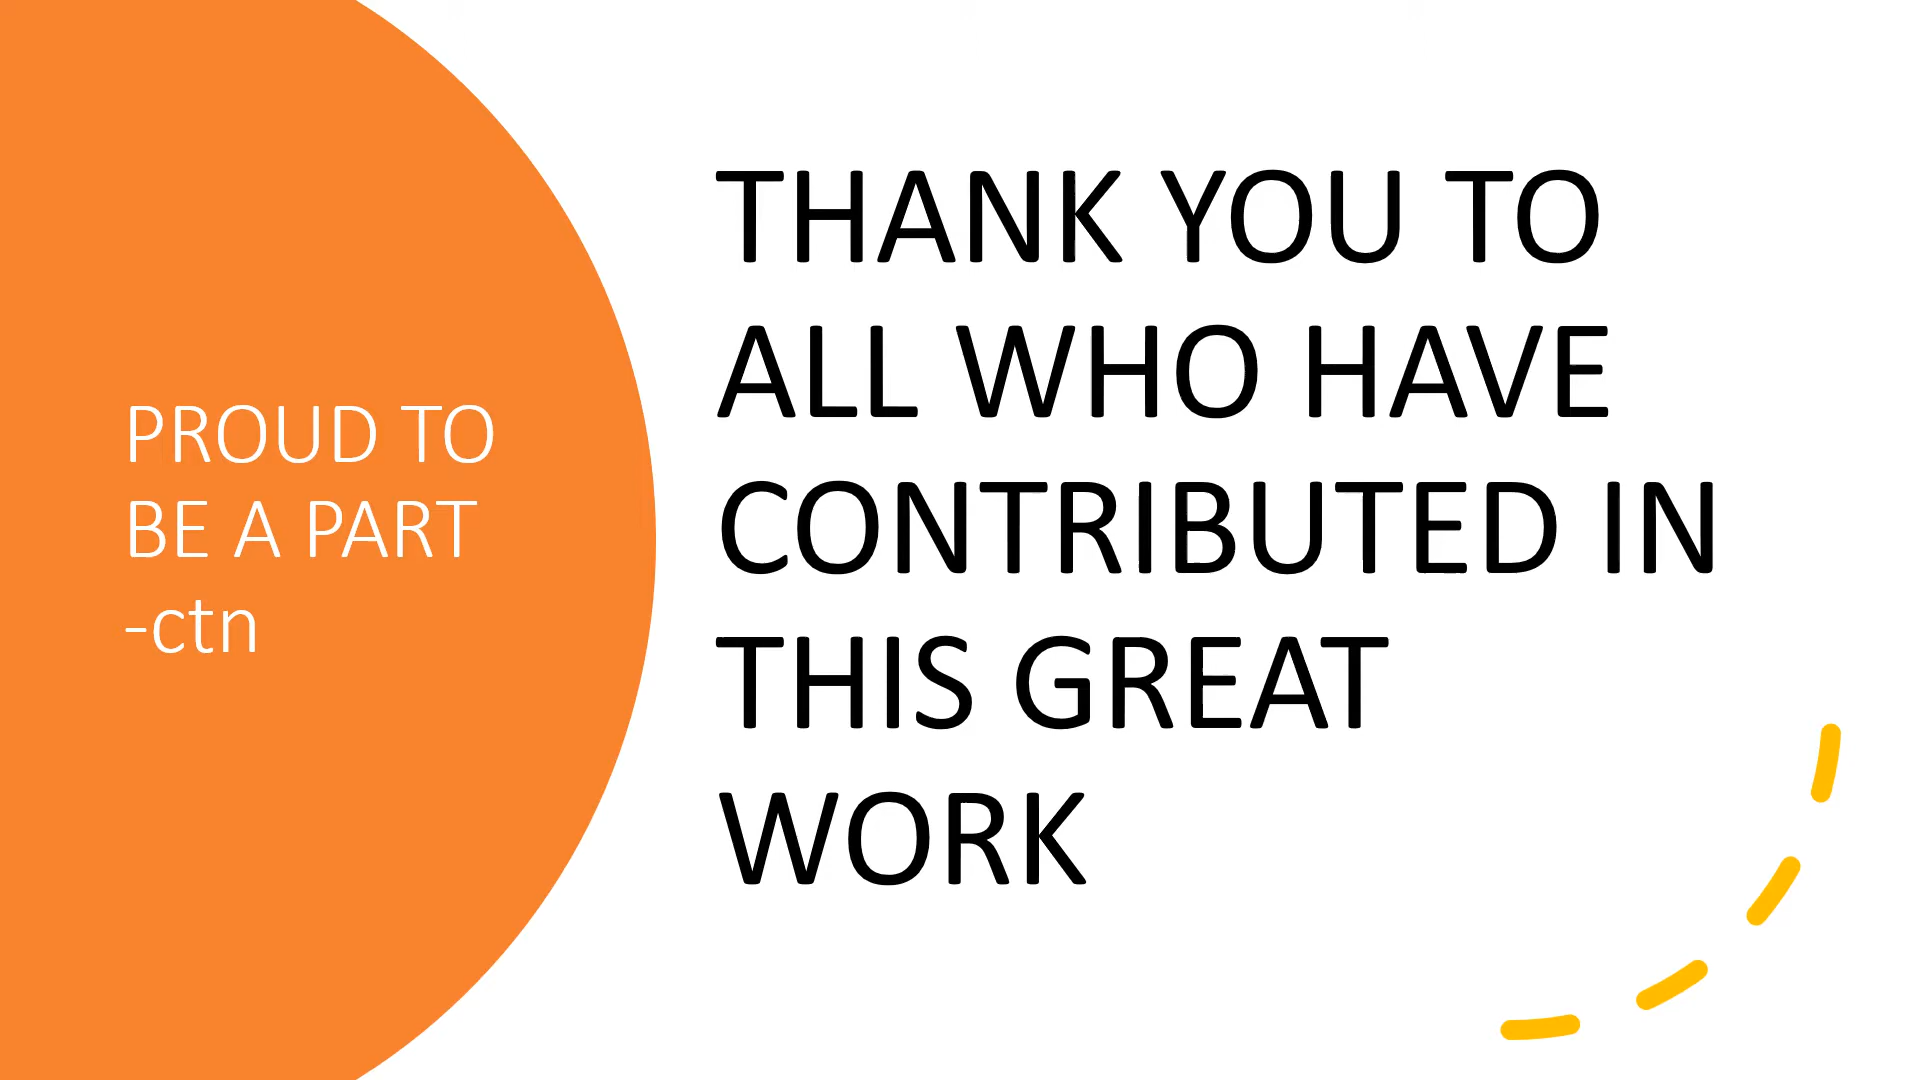 PROUD TO
BE A PART
-ctn
THANK YOU TO
ALL WHO HAVE
CONTRIBUTED IN
THIS GREAT
WORK